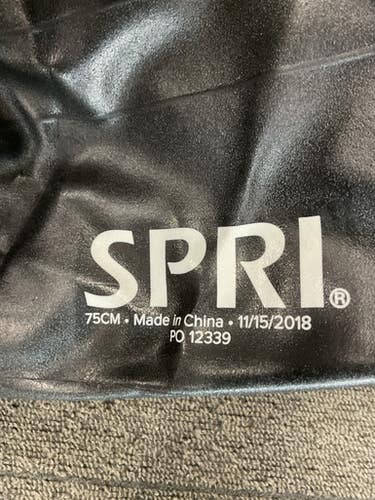 SPRI®
75CM • Made in China • 11/15/2018
PO 12339